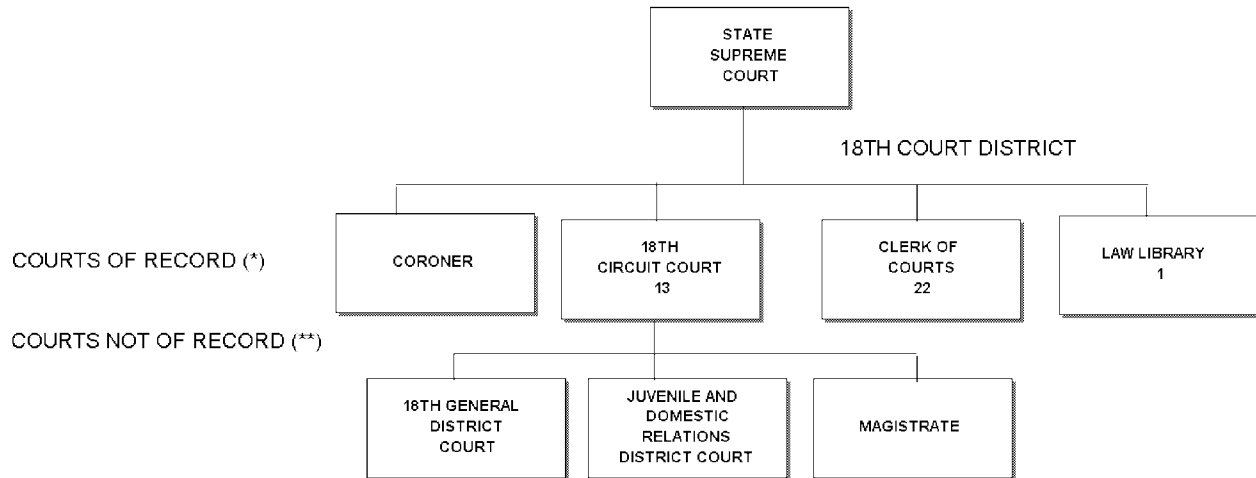 STATE
SUPREME
COURT
18TH COURT DISTRICT
COURTS OF RECORD (*)
CORONER
18TH
CIRCUIT COURT
13
CLERK OF
COURTS
22
LAW LIBRARY
1
COURTS NOT OF RECORD (**)
18TH GENERAL
DISTRICT
COURT
JUVENILE AND
DOMESTIC
RELATIONS
DISTRICT COURT
MAGISTRATE